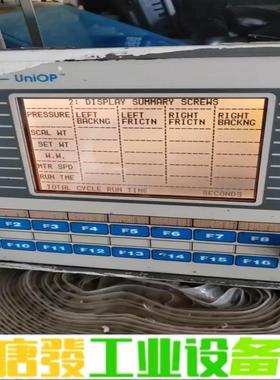 UniOP™
2: DISPLAY SUMMARY SCREWS
PRESSURE LEFT BACKNG LEFT FRICTN RIGHT FRICTN RIGHT BACKNG
SCAL WT
SET WT
W.W.
MTR SPD
RUN TME
TOTAL CYCLE RUN TIME SECONDS
F2 F3 F4 F5 F6 F7 F8
F10 F11 F12 F13 F14 F15 F16
唐發工业设备